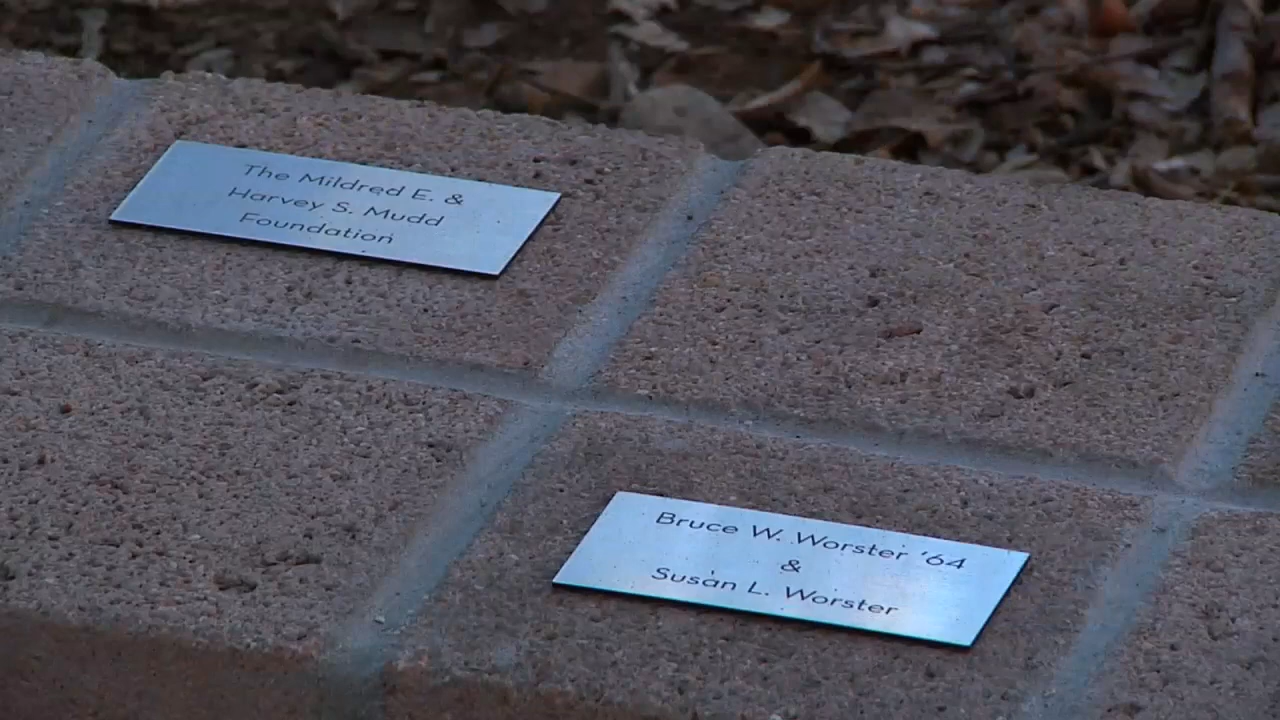 The Mildred E. &
Harvey S. Mudd
Foundation
Bruce W. Worster '64
&
Susan L. Worster